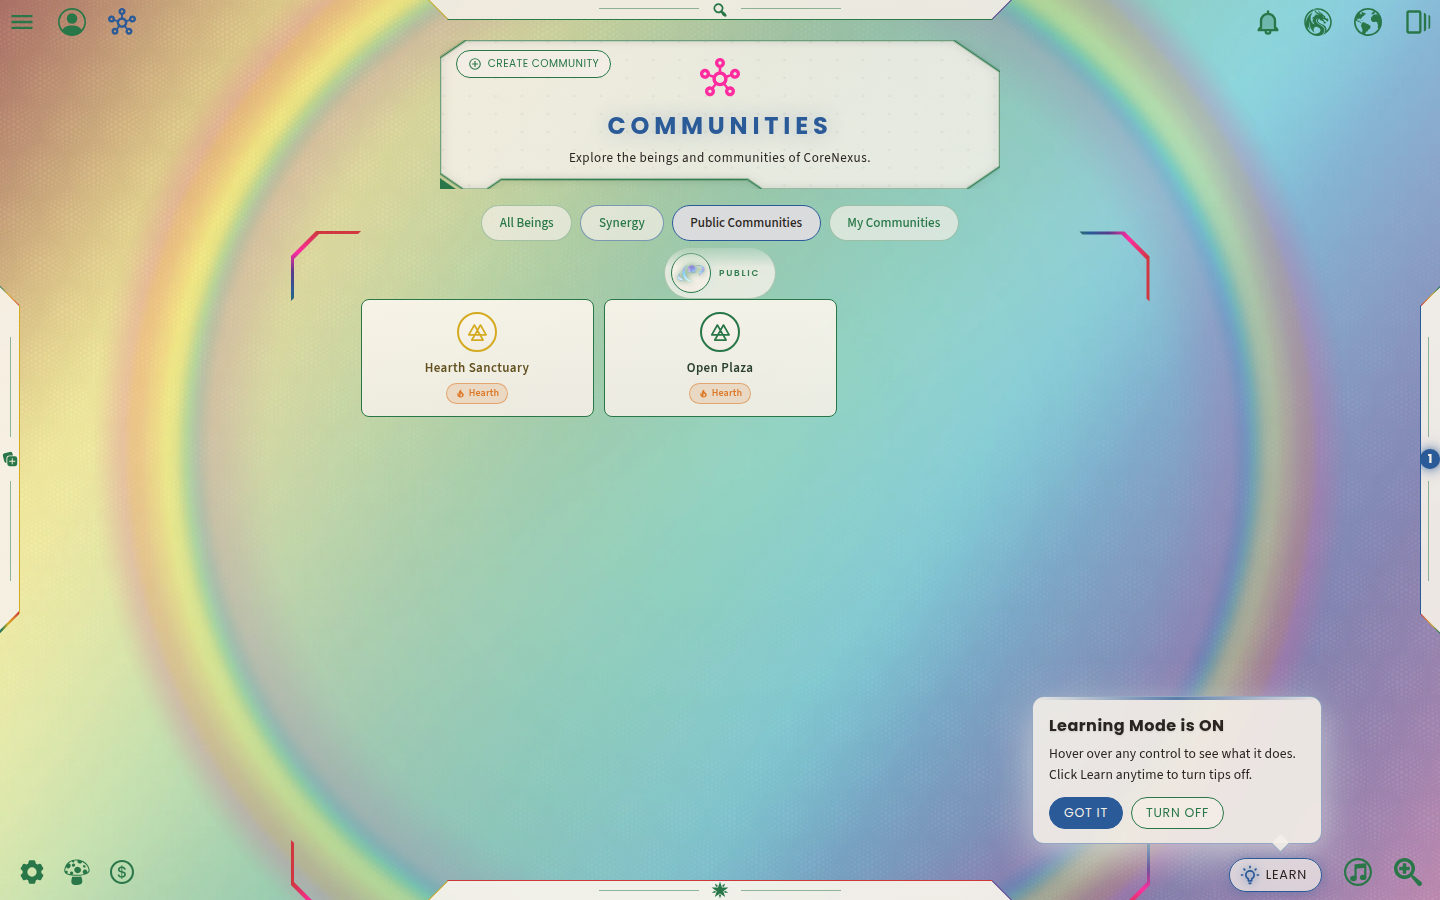 CREATE COMMUNITY
COMMUNITIES
Explore the beings and communities of CoreNexus.
All Beings
Synergy
Public Communities
My Communities
PUBLIC
Hearth Sanctuary
Hearth
Open Plaza
Hearth
1
Learning Mode is ON
Hover over any control to see what it does.
Click Learn anytime to turn tips off.
GOT IT
TURN OFF
LEARN